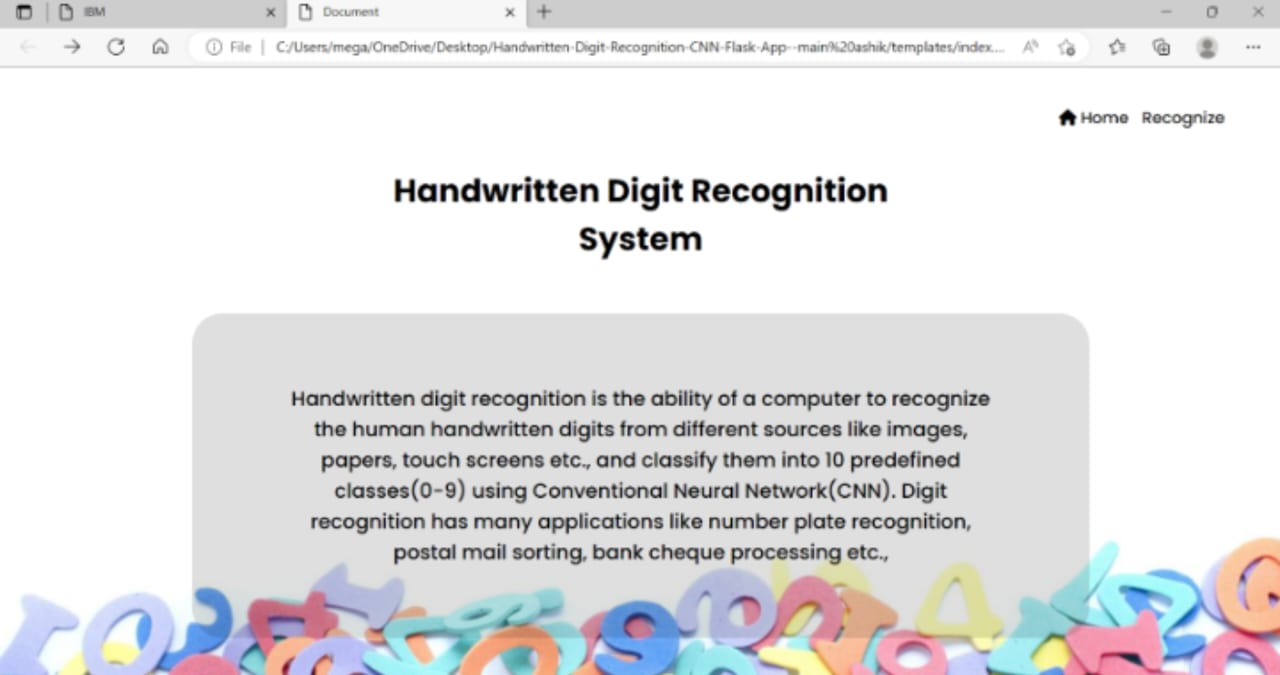 IBM
Document
File
C:/Users/mega/OneDrive/Desktop/Handwritten-Digit-Recognition-CNN-Flask-App--main%20ashik/templates/index...
Home Recognize
Handwritten Digit Recognition
System
Handwritten digit recognition is the ability of a computer to recognize
the human handwritten digits from different sources like images,
papers, touch screens etc., and classify them into 10 predefined
classes(0-9) using Conventional Neural Network(CNN). Digit
recognition has many applications like number plate recognition,
postal mail sorting, bank cheque processing etc.,